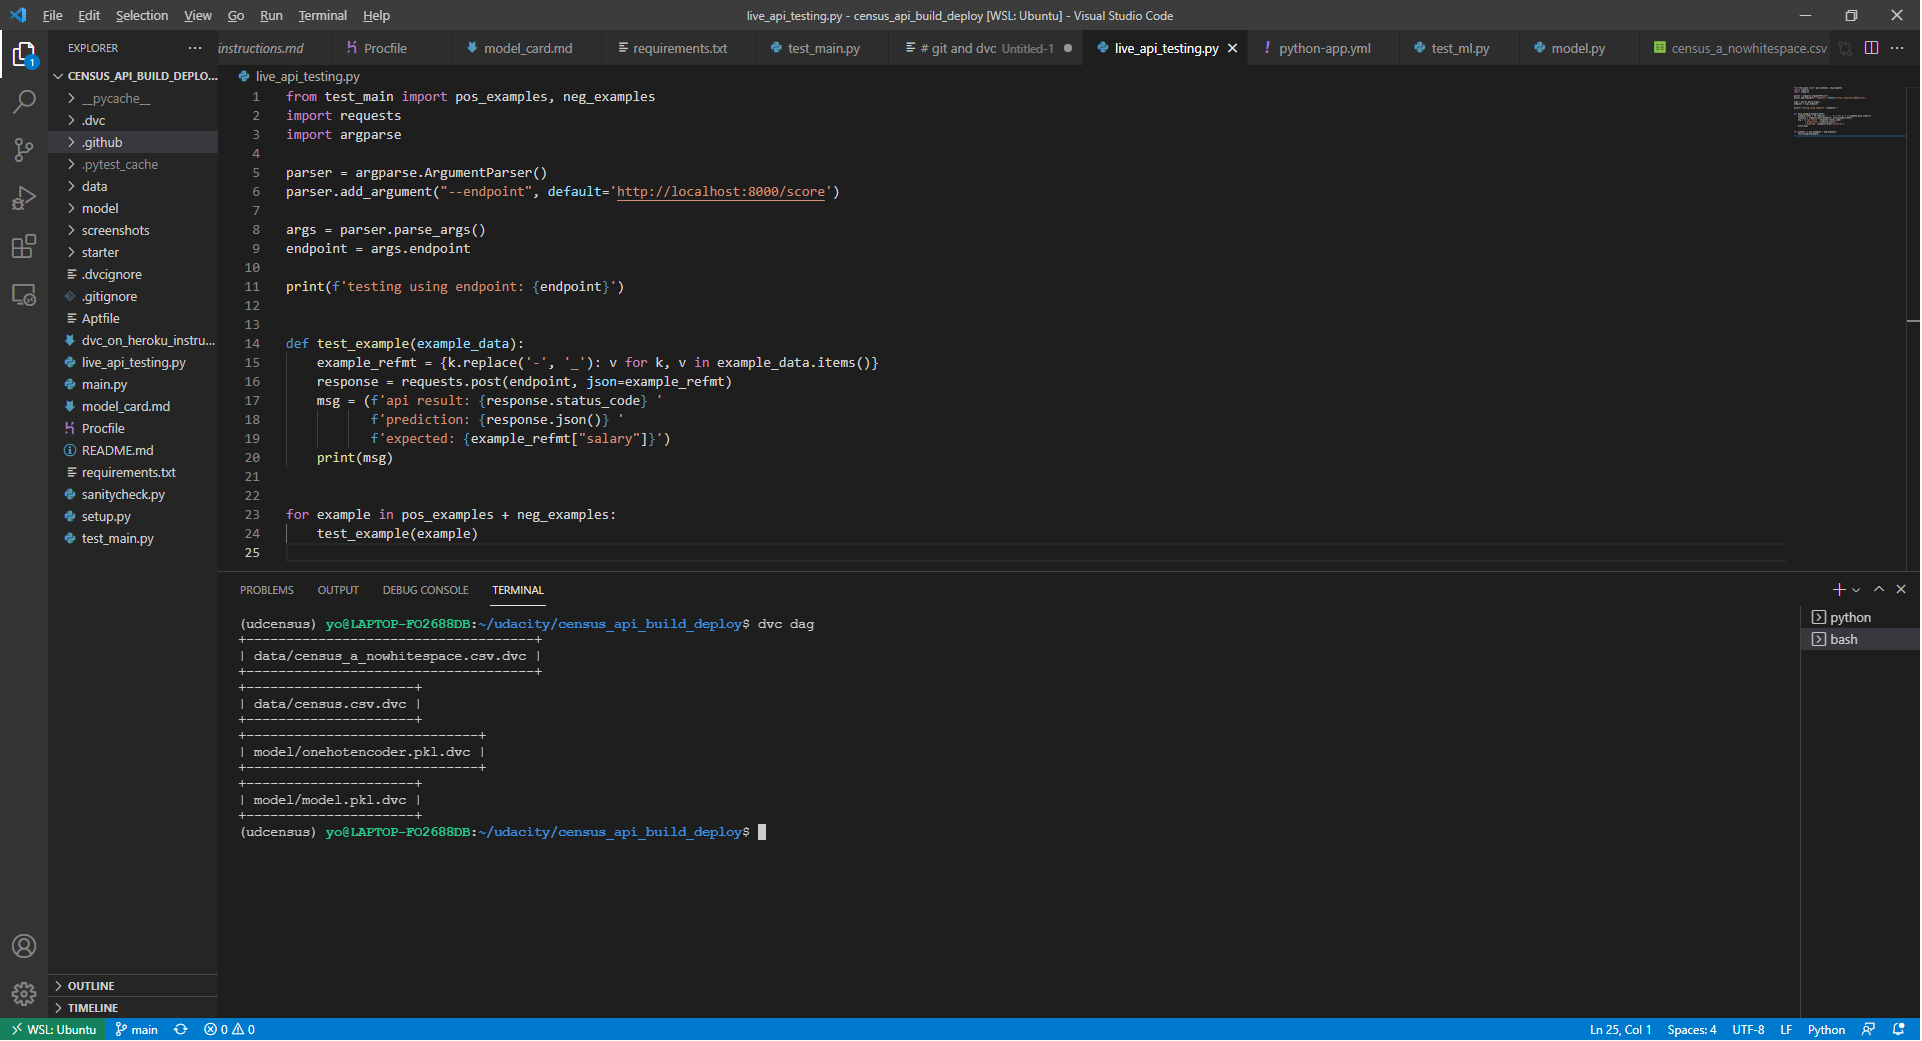 File Edit Selection View Go Run Terminal Help
live_api_testing.py - census_api_build_deploy [WSL: Ubuntu] - Visual Studio Code
EXPLORER
instructions.md Procfile model_card.md requirements.txt test_main.py # git and dvc Untitled-1 live_api_testing.py python-app.yml test_ml.py model.py census_a_nowhitespace.csv
1
CENSUS_API_BUILD_DEPLO...
__pycache__
.dvc
.github
.pytest_cache
data
model
screenshots
starter
.dvcignore
.gitignore
Aptfile
dvc_on_heroku_instru...
live_api_testing.py
main.py
model_card.md
Procfile
README.md
requirements.txt
sanitycheck.py
setup.py
test_main.py
OUTLINE
TIMELINE
live_api_testing.py
1 from test_main import pos_examples, neg_examples
2 import requests
3 import argparse
4
5 parser = argparse.ArgumentParser()
6 parser.add_argument("--endpoint", default='http://localhost:8000/score')
7
8 args = parser.parse_args()
9 endpoint = args.endpoint
10
11 print(f'testing using endpoint: {endpoint}')
12
13
14 def test_example(example_data):
15     example_refmt = {k.replace('-', '_'): v for k, v in example_data.items()}
16     response = requests.post(endpoint, json=example_refmt)
17     msg = (f'api result: {response.status_code} '
18            f'prediction: {response.json()} '
19            f'expected: {example_refmt["salary"]}')
20     print(msg)
21
22
23 for example in pos_examples + neg_examples:
24     test_example(example)
25
PROBLEMS OUTPUT DEBUG CONSOLE TERMINAL
python
bash
(udcensus) yo@LAPTOP-FO2688DB:~/udacity/census_api_build_deploy$ dvc dag
+------------------------------------+
| data/census_a_nowhitespace.csv.dvc |
+------------------------------------+
+---------------------+
| data/census.csv.dvc |
+---------------------+
+-----------------------------+
| model/onehotencoder.pkl.dvc |
+-----------------------------+
+---------------------+
| model/model.pkl.dvc |
+---------------------+
(udcensus) yo@LAPTOP-FO2688DB:~/udacity/census_api_build_deploy$
WSL: Ubuntu main 0 0 Ln 25, Col 1 Spaces: 4 UTF-8 LF Python